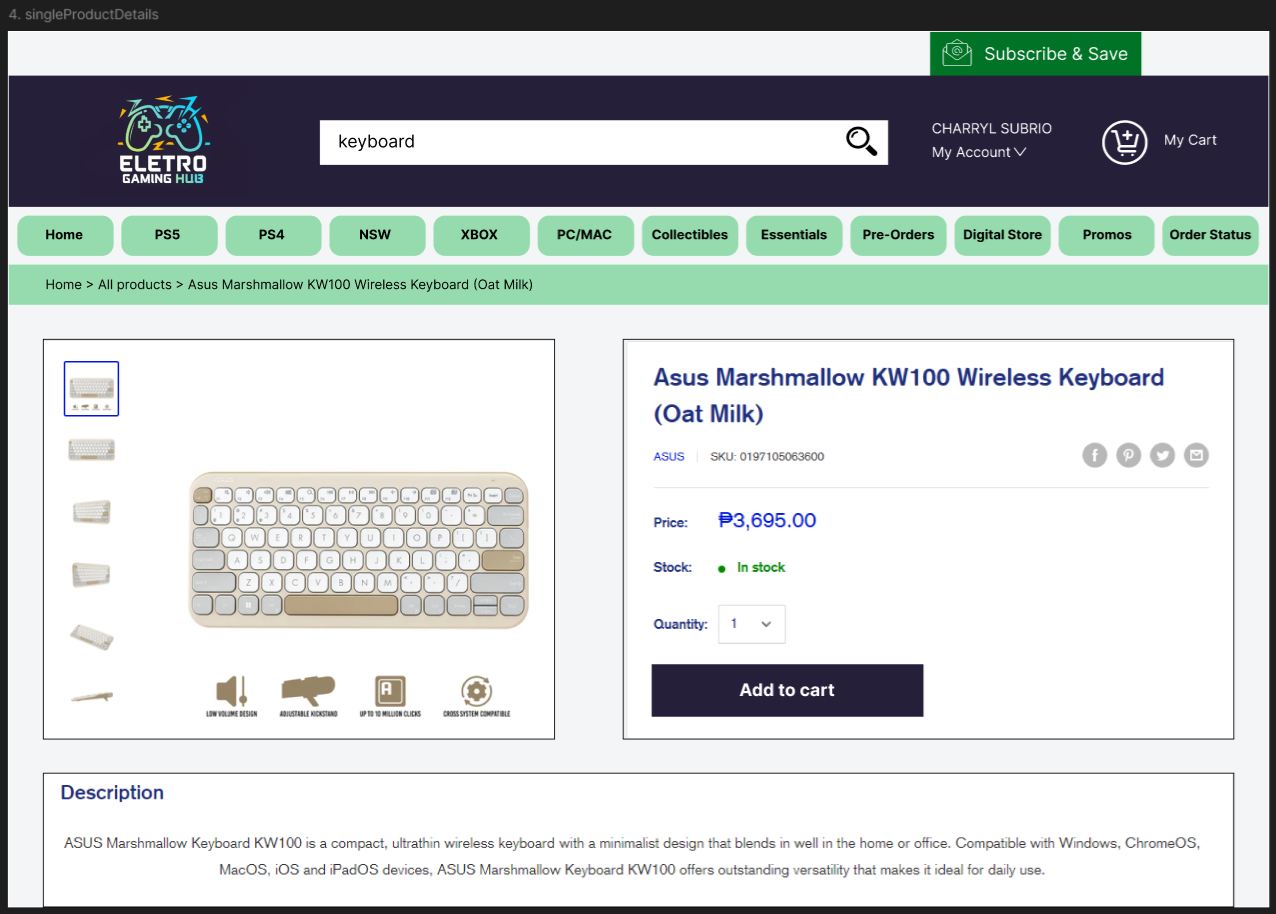 4. singleProductDetails
Subscribe & Save
ELETRO
GAMING HUB
keyboard
CHARRYL SUBRIO
My Account
My Cart
Home
PS5
PS4
NSW
XBOX
PC/MAC
Collectibles
Essentials
Pre-Orders
Digital Store
Promos
Order Status
Home > All products > Asus Marshmallow KW100 Wireless Keyboard (Oat Milk)
LOW VOLUME DESIGN
ADJUSTABLE KICKSTAND
UP TO 10 MILLION CLICKS
CROSS SYSTEM COMPATIBLE
Asus Marshmallow KW100 Wireless Keyboard
(Oat Milk)
ASUS
SKU: 0197105063600
Price: ₱3,695.00
Stock: In stock
Quantity: 1
Add to cart
Description
ASUS Marshmallow Keyboard KW100 is a compact, ultrathin wireless keyboard with a minimalist design that blends in well in the home or office. Compatible with Windows, ChromeOS,
MacOS, iOS and iPadOS devices, ASUS Marshmallow Keyboard KW100 offers outstanding versatility that makes it ideal for daily use.